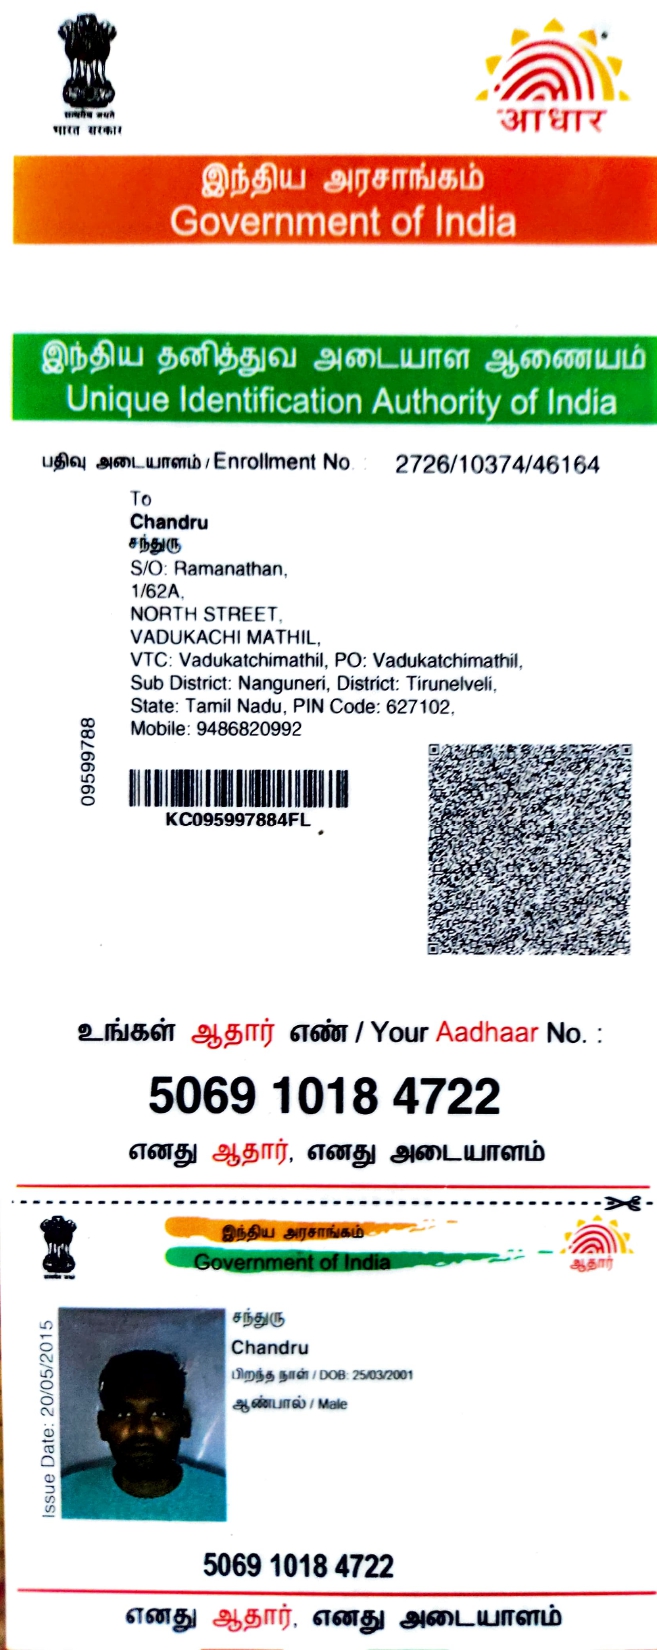 सत्यमेव जयते
भारत सरकार
आधार
இந்திய அரசாங்கம்
Government of India
இந்திய தனித்துவ அடையாள ஆணையம்
Unique Identification Authority of India
பதிவு அடையாளம் / Enrollment No : 2726/10374/46164
To
Chandru
சந்துரு
S/O: Ramanathan,
1/62A,
NORTH STREET,
VADUKACHI MATHIL,
VTC: Vadukatchimathil, PO: Vadukatchimathil,
Sub District: Nanguneri, District: Tirunelveli,
State: Tamil Nadu, PIN Code: 627102,
Mobile: 9486820992
09599788
KC095997884FL
உங்கள் ஆதார் எண் / Your Aadhaar No. :
5069 1018 4722
எனது ஆதார், எனது அடையாளம்
இந்திய அரசாங்கம்
Government of India
ஆதார்
Issue Date: 20/05/2015
சந்துரு
Chandru
பிறந்த நாள் / DOB: 25/03/2001
ஆண்பால் / Male
5069 1018 4722
எனது ஆதார், எனது அடையாளம்